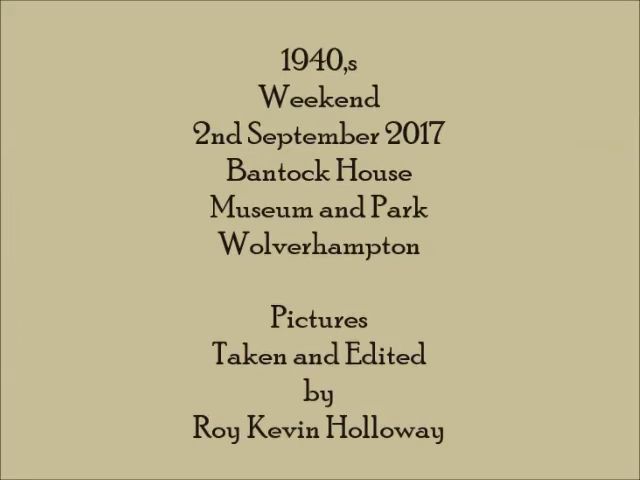 1940,s
Weekend
2nd September 2017
Bantock House
Museum and Park
Wolverhampton
Pictures
Taken and Edited
by
Roy Kevin Holloway